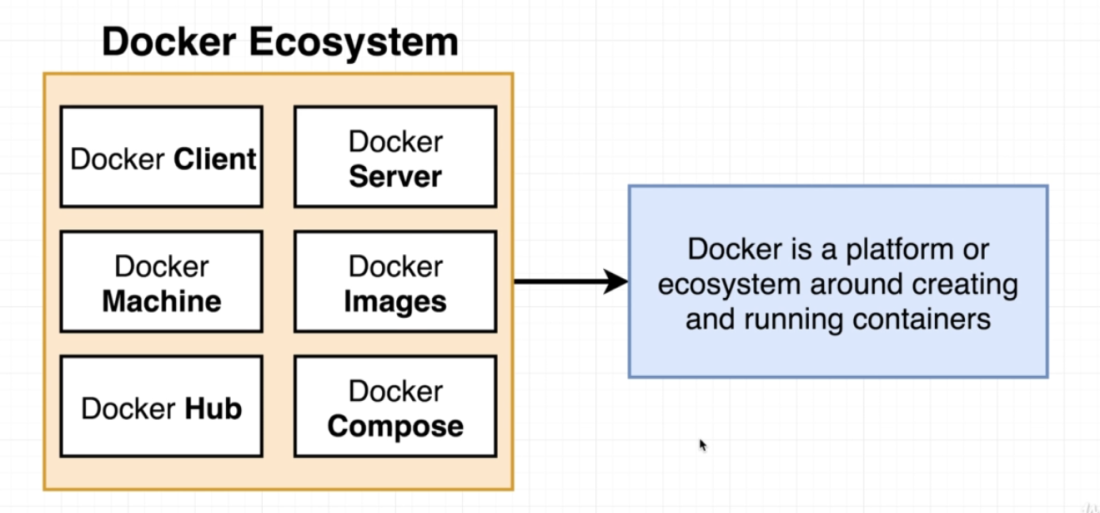 Docker Ecosystem
Docker Client
Docker
Server
Docker
Machine
Docker
Images
Docker Hub
Docker
Compose
Docker is a platform or
ecosystem around creating
and running containers